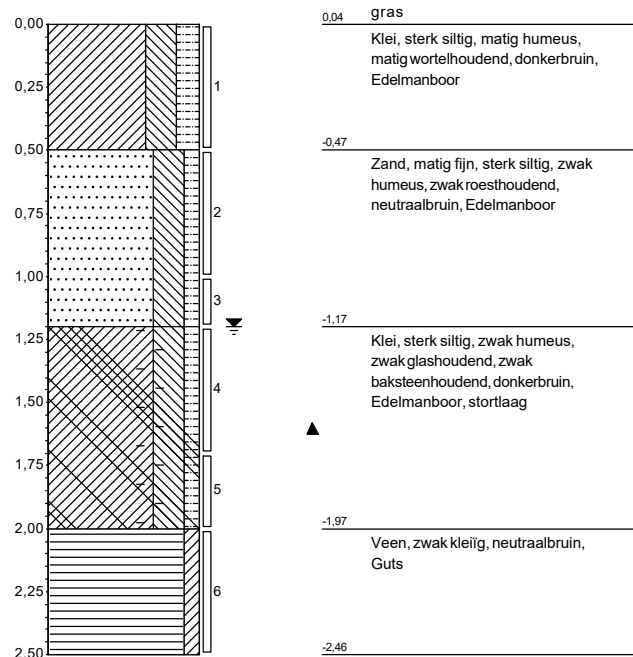 gras
0,00
0,04
Klei, sterk siltig, matig humeus,
matig wortelhoudend, donkerbruin,
Edelmanboor
0,25
1
0,50
-0,47
Zand, matig fijn, sterk siltig, zwak
humeus, zwak roesthoudend,
neutraalbruin, Edelmanboor
0,75
2
1,00
3
1,25
-1,17
Klei, sterk siltig, zwak humeus,
zwak glashoudend, zwak
baksteenhoudend, donkerbruin,
Edelmanboor, stortlaag
1,50
4
1,75
5
2,00
-1,97
Veen, zwak kleiïg, neutraalbruin,
Guts
2,25
6
2,50
-2,46